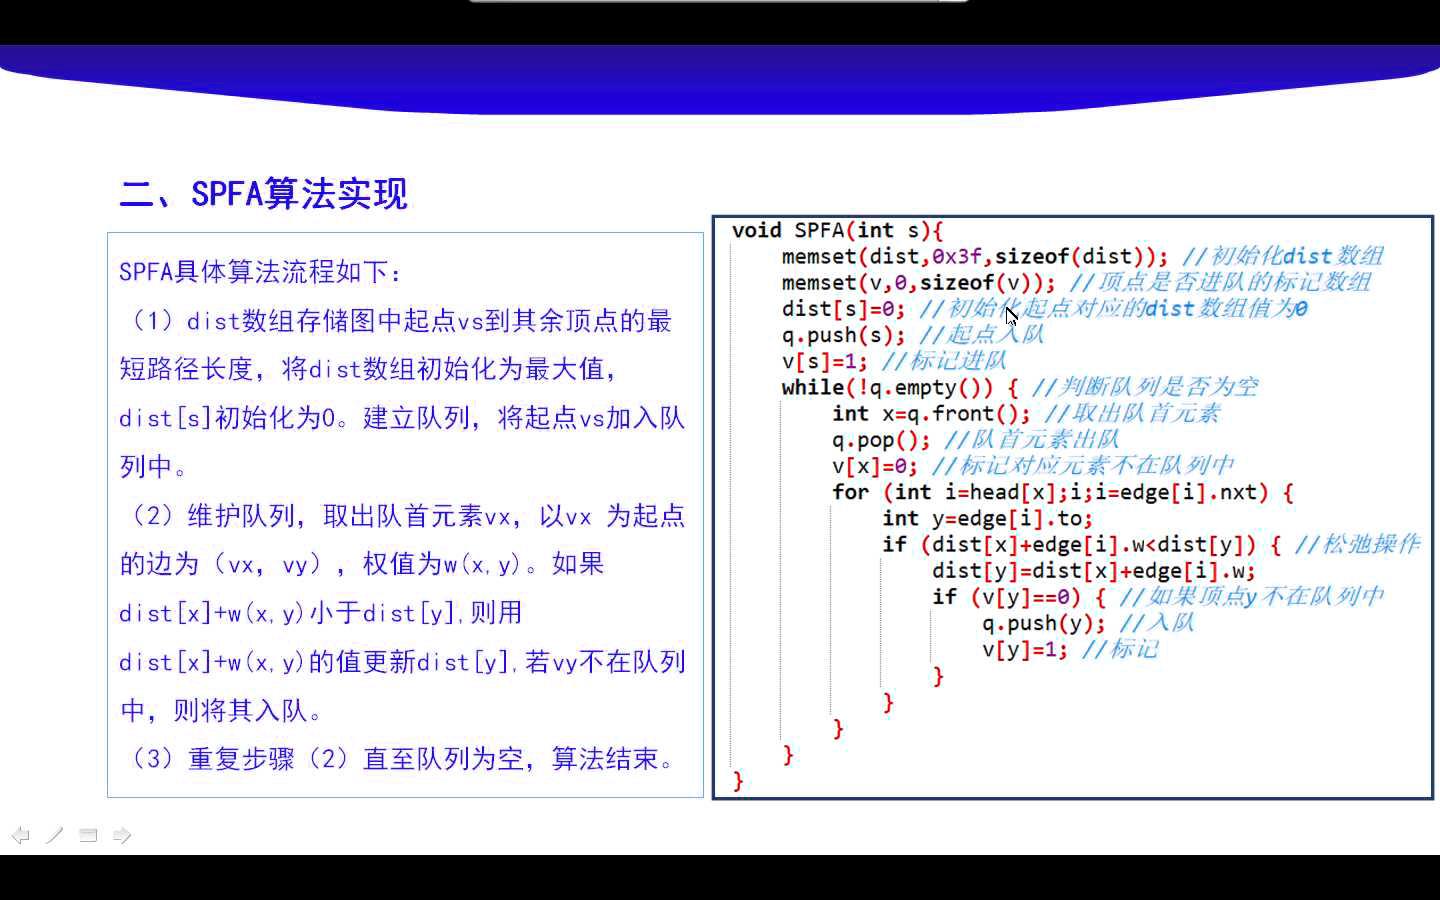 二、SPFA算法实现
SPFA具体算法流程如下：
（1）dist数组存储图中起点vs到其余顶点的最
短路径长度，将dist数组初始化为最大值，
dist[s]初始化为0。建立队列，将起点vs加入队
列中。
（2）维护队列，取出队首元素vx，以vx 为起点
的边为（vx，vy），权值为w(x,y)。如果
dist[x]+w(x,y)小于dist[y],则用
dist[x]+w(x,y)的值更新dist[y],若vy不在队列
中，则将其入队。
（3）重复步骤（2）直至队列为空，算法结束。
void SPFA(int s){
memset(dist,0x3f,sizeof(dist)); //初始化dist数组
memset(v,0,sizeof(v)); //顶点是否进队的标记数组
dist[s]=0; //初始化起点对应的dist数组值为0
q.push(s); //起点入队
v[s]=1; //标记进队
while(!q.empty()) { //判断队列是否为空
int x=q.front(); //取出队首元素
q.pop(); //队首元素出队
v[x]=0; //标记对应元素不在队列中
for (int i=head[x];i;i=edge[i].nxt) {
int y=edge[i].to;
if (dist[x]+edge[i].w<dist[y]) { //松弛操作
dist[y]=dist[x]+edge[i].w;
if (v[y]==0) { //如果顶点y不在队列中
q.push(y); //入队
v[y]=1; //标记
}
}
}
}
}